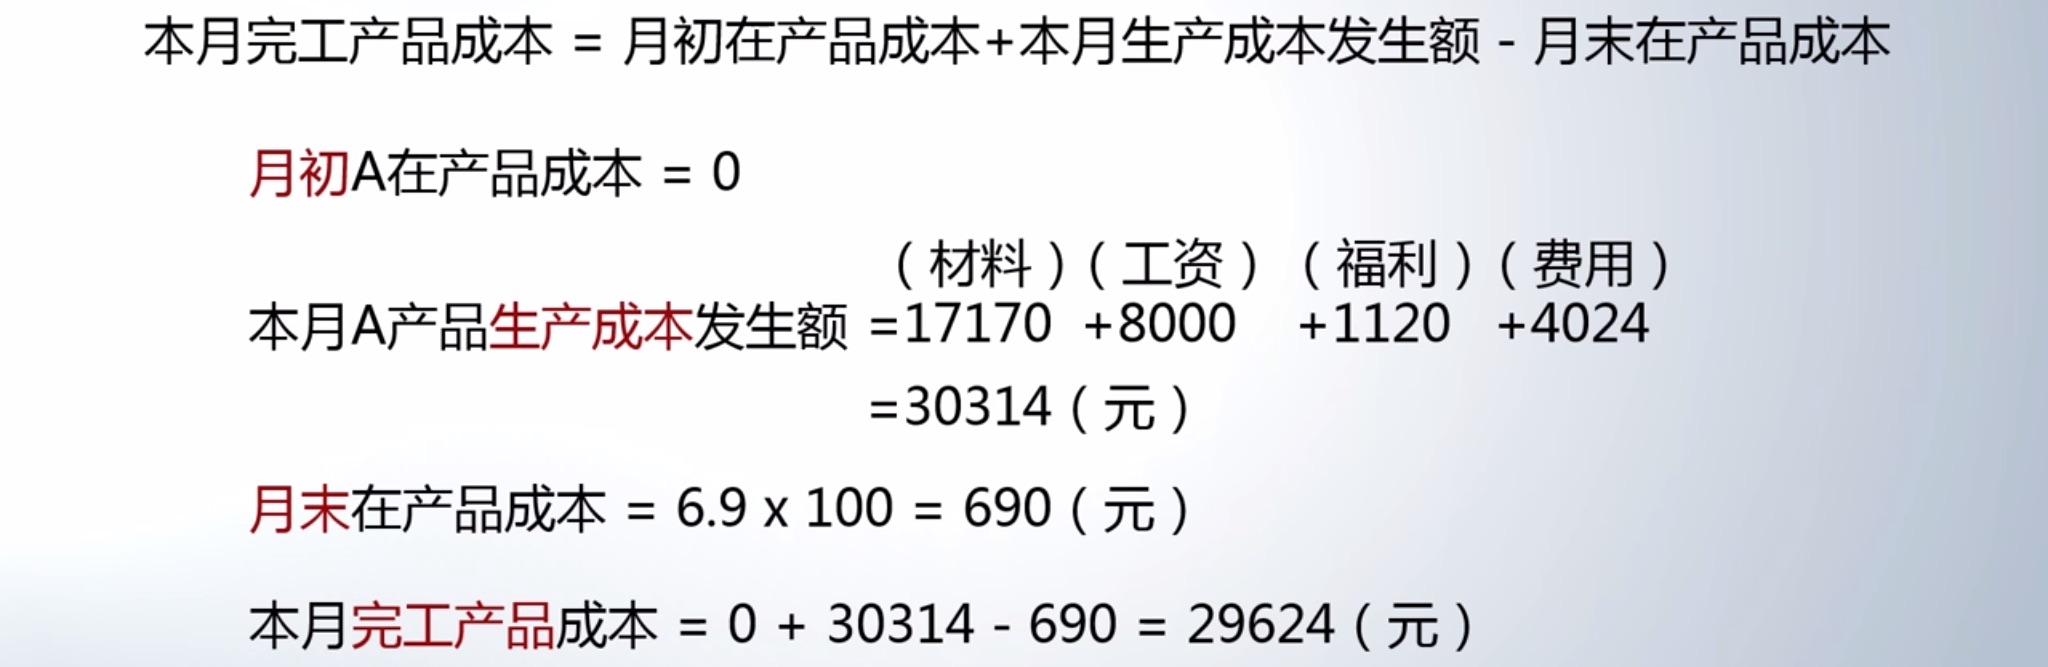 本月完工产品成本 = 月初在产品成本+本月生产成本发生额 - 月末在产品成本
月初A在产品成本 = 0
（材料）（工资）（福利）（费用）
本月A产品生产成本发生额 =17170 +8000 +1120 +4024
=30314（元）
月末在产品成本 = 6.9 x 100 = 690（元）
本月完工产品成本 = 0 + 30314 - 690 = 29624（元）